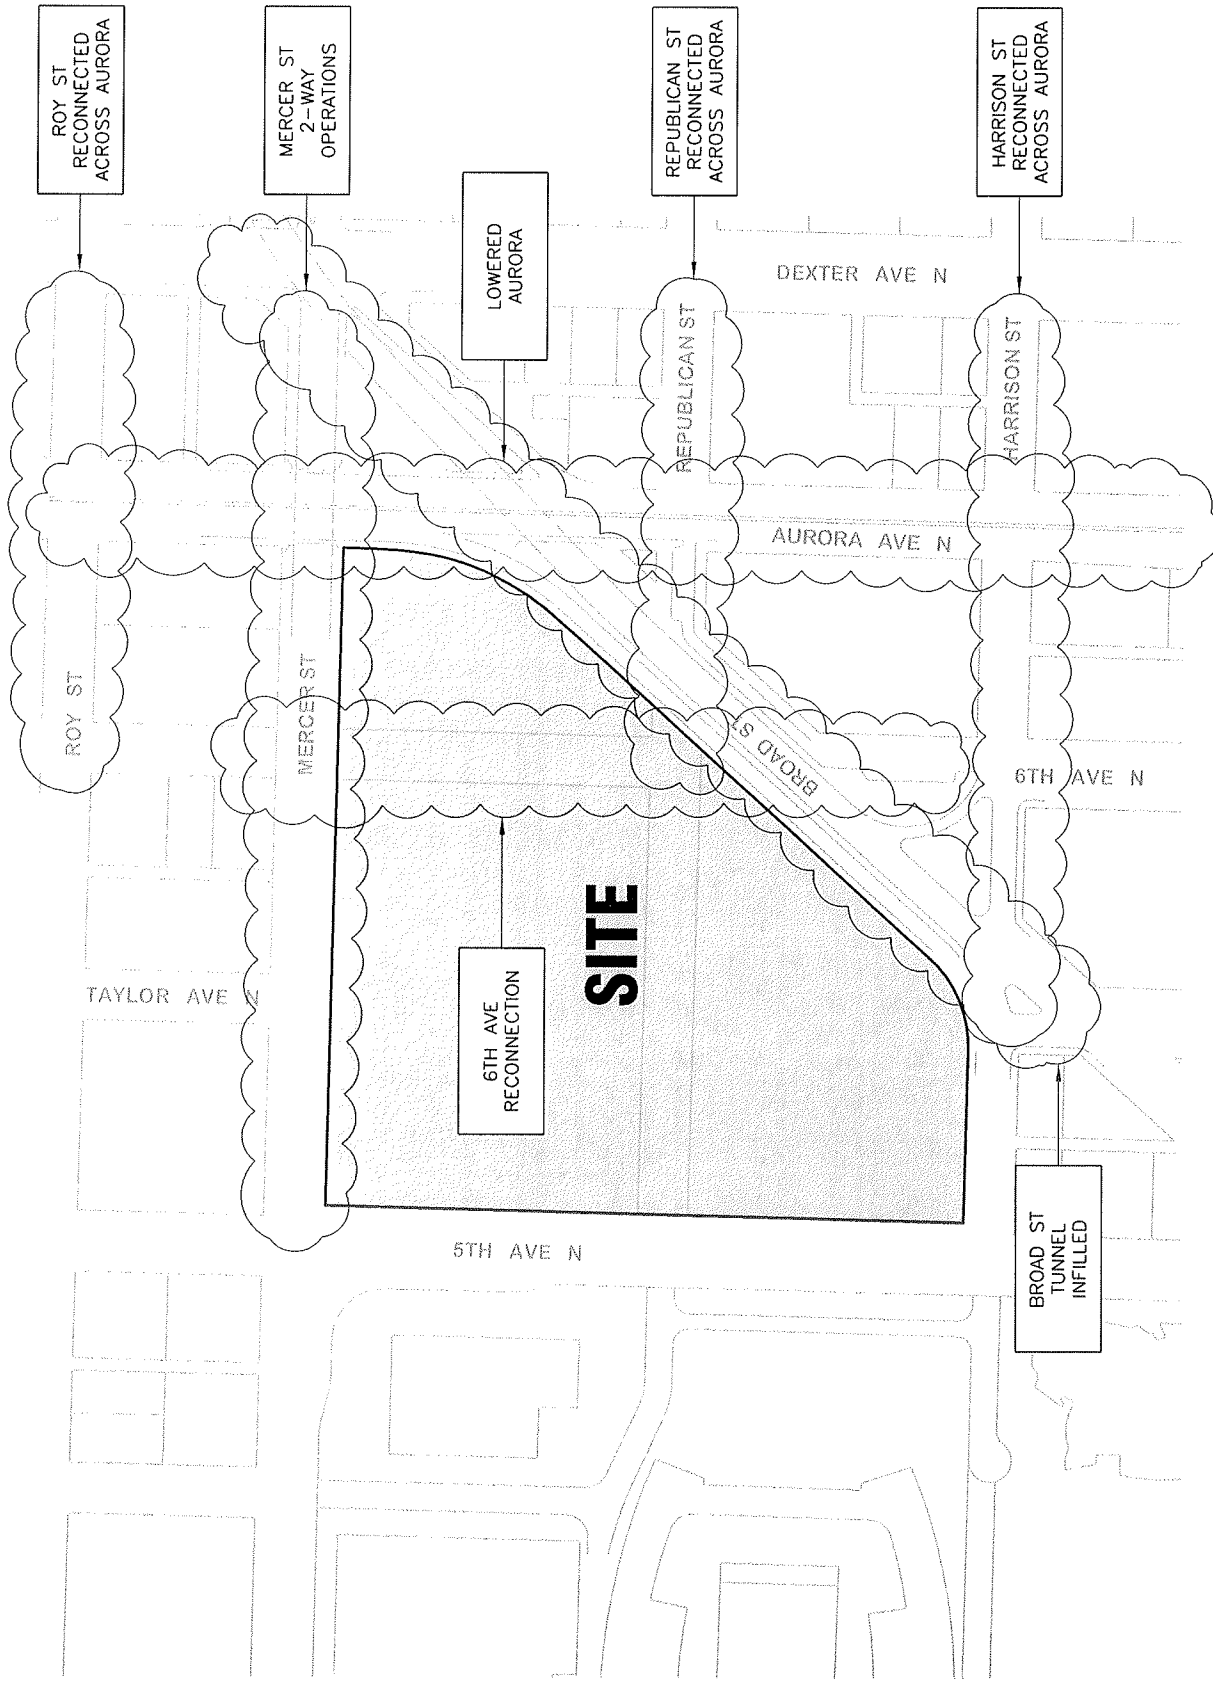 ROY ST
RECONNECTED
ACROSS AURORA
MERCER ST
2-WAY
OPERATIONS
LOWERED
AURORA
REPUBLICAN ST
RECONNECTED
ACROSS AURORA
HARRISON ST
RECONNECTED
ACROSS AURORA
DEXTER AVE N
REPUBLICAN ST
HARRISON ST
AURORA AVE N
ROY ST
MERCER ST
BROAD ST
6TH AVE N
SITE
TAYLOR AVE N
6TH AVE
RECONNECTION
5TH AVE N
BROAD ST
TUNNEL
INFILLED